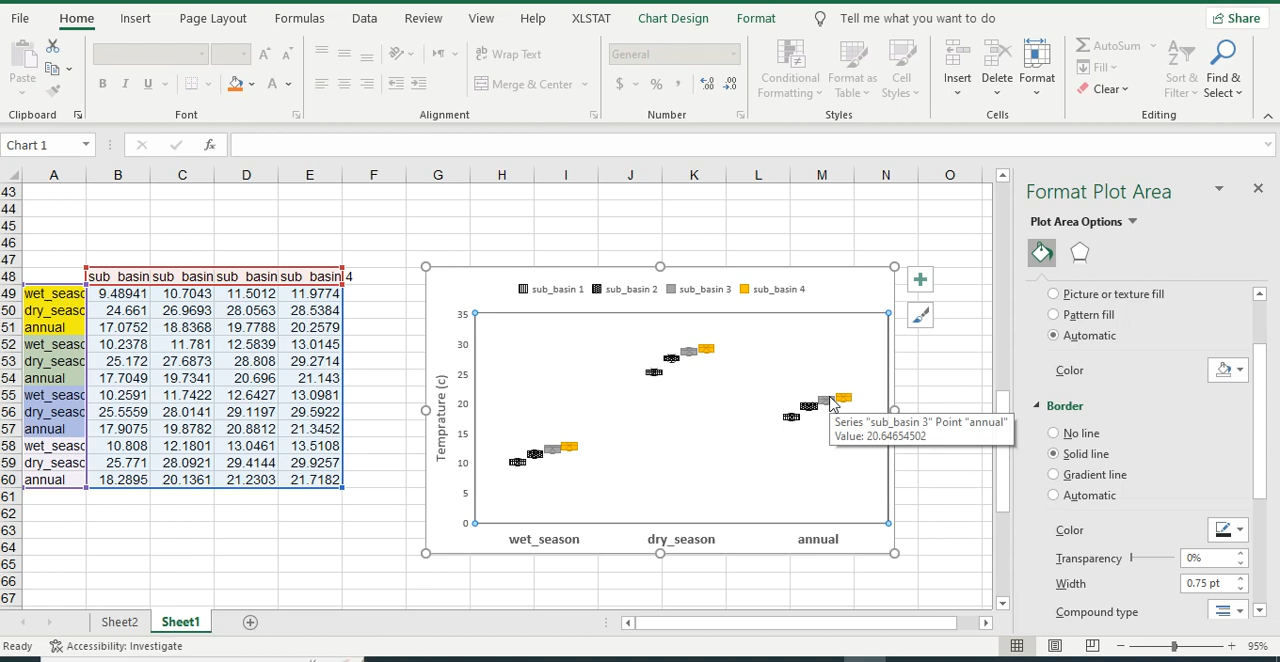 File Home Insert Page Layout Formulas Data Review View Help XLSTAT Chart Design Format Tell me what you want to do Share
Paste
Wrap Text
Merge & Center
General
$ % ,
Conditional Formatting
Format as Table
Cell Styles
Insert Delete Format
AutoSum
Fill
Clear
Sort & Filter
Find & Select
Clipboard Font Alignment Number Styles Cells Editing
Chart 1
fx
A B C D E F G H I J K L M N O
43
44
45
46
47
48 sub_basin sub_basin sub_basin sub_basin 4
49 wet_seaso 9.48941 10.7043 11.5012 11.9774
50 dry_seaso 24.661 26.9693 28.0563 28.5384
51 annual 17.0752 18.8368 19.7788 20.2579
52 wet_seaso 10.2378 11.781 12.5839 13.0145
53 dry_seaso 25.172 27.6873 28.808 29.2714
54 annual 17.7049 19.7341 20.696 21.143
55 wet_seaso 10.2591 11.7422 12.6427 13.0981
56 dry_seaso 25.5559 28.0141 29.1197 29.5922
57 annual 17.9075 19.8782 20.8812 21.3452
58 wet_seaso 10.808 12.1801 13.0461 13.5108
59 dry_seaso 25.771 28.0921 29.4144 29.9257
60 annual 18.2895 20.1361 21.2303 21.7182
61
62
63
64
65
66
67
sub_basin 1 sub_basin 2 sub_basin 3 sub_basin 4
35
30
25
20
15
10
5
0
Temprature (c)
wet_season dry_season annual
Series "sub_basin 3" Point "annual"
Value: 20.64654502
Format Plot Area
Plot Area Options
Picture or texture fill
Pattern fill
Automatic
Color
Border
No line
Solid line
Gradient line
Automatic
Color
Transparency 0%
Width 0.75 pt
Compound type
Sheet2 Sheet1
Ready Accessibility: Investigate 95%